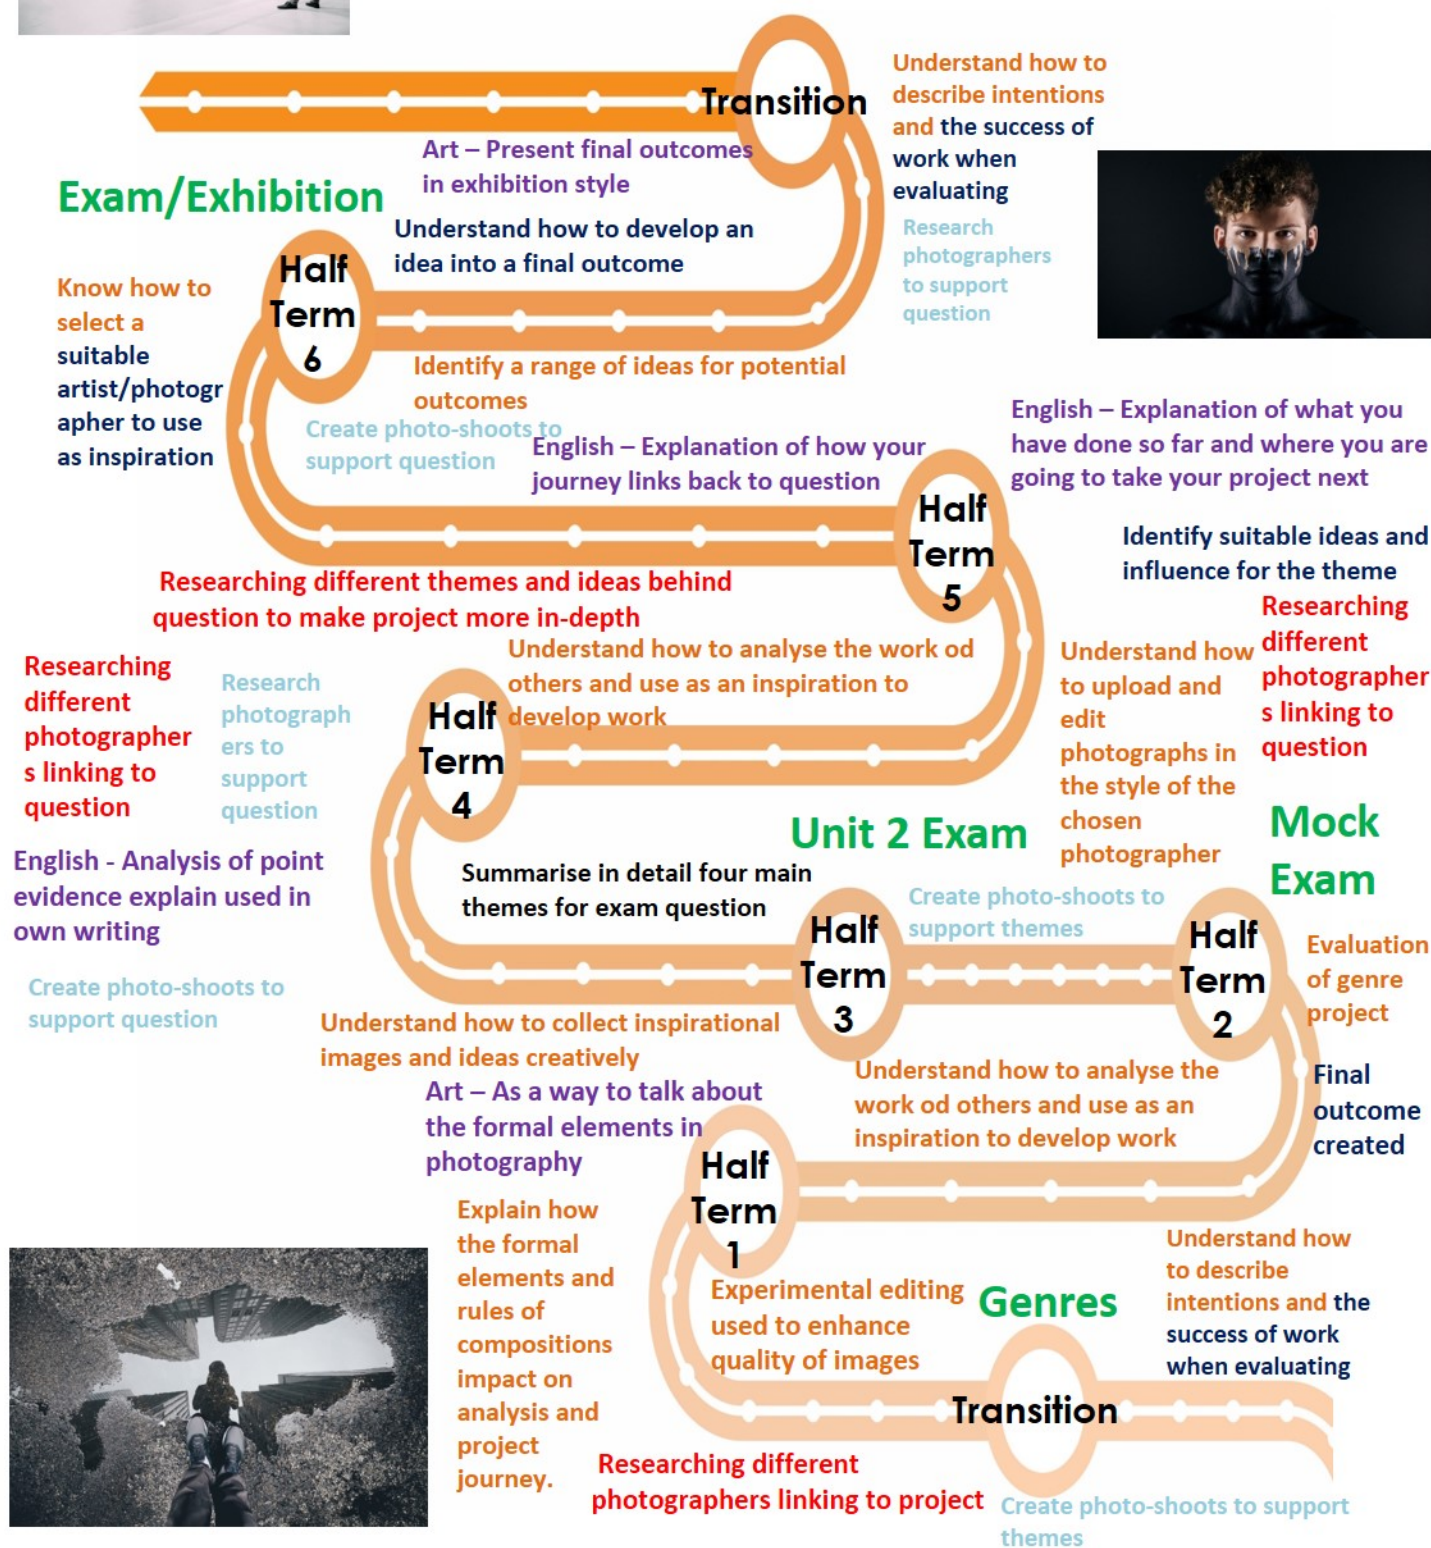 Transition
Understand how to
describe intentions
and the success of
work when
evaluating
Art – Present final outcomes
in exhibition style
Exam/Exhibition
Understand how to develop an
idea into a final outcome
Research
photographers
to support
question
Half
Term
6
Know how to
select a
suitable
artist/photogr
apher to use
as inspiration
Identify a range of ideas for potential
outcomes
Create photo-shoots to
support question
English – Explanation of how your
journey links back to question
English – Explanation of what you
have done so far and where you are
going to take your project next
Half
Term
5
Identify suitable ideas and
influence for the theme
Researching different themes and ideas behind
question to make project more in-depth
Researching
different
photographer
s linking to
question
Understand how
to upload and
edit
photographs in
the style of the
chosen
photographer
Understand how to analyse the work od
others and use as an inspiration to
develop work
Researching
different
photographer
s linking to
question
Research
photograph
ers to
support
question
Half
Term
4
Unit 2 Exam
Mock
Exam
English - Analysis of point
evidence explain used in
own writing
Summarise in detail four main
themes for exam question
Create photo-shoots to
support themes
Half
Term
3
Half
Term
2
Evaluation
of genre
project
Create photo-shoots to
support question
Understand how to collect inspirational
images and ideas creatively
Understand how to analyse the
work od others and use as an
inspiration to develop work
Final
outcome
created
Art – As a way to talk about
the formal elements in
photography
Half
Term
1
Explain how
the formal
elements and
rules of
compositions
impact on
analysis and
project
journey.
Experimental editing
used to enhance
quality of images
Genres
Understand how
to describe
intentions and the
success of work
when evaluating
Transition
Researching different
photographers linking to project
Create photo-shoots to support
themes